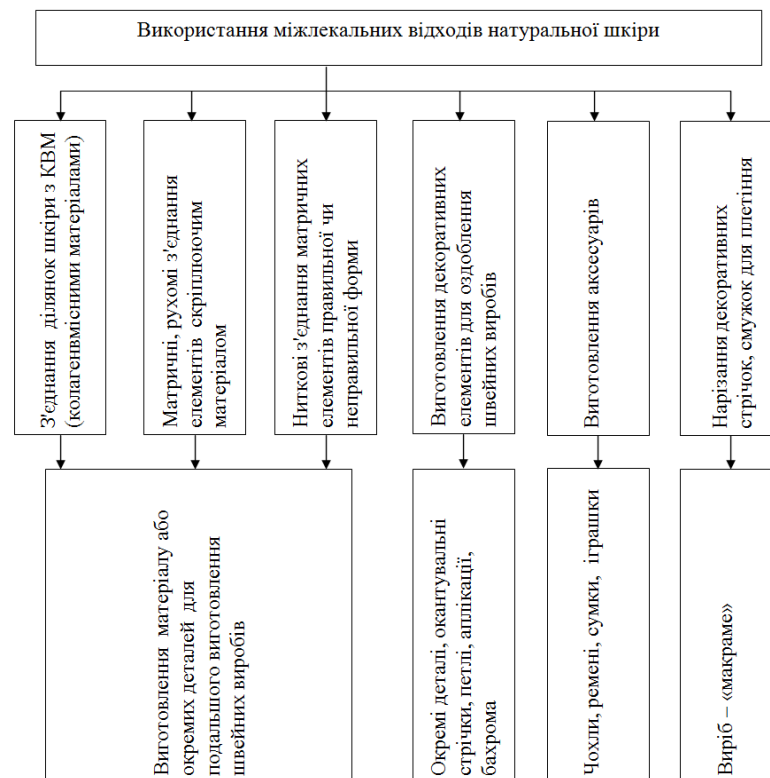 Використання міжлекальних відходів натуральної шкіри
З'єднання ділянок шкіри з КВМ
(колагенвмісними матеріалами)
Матричні, рухомі з'єднання
елементів скріплюючим
матеріалом
Ниткові з'єднання матричних
елементів правильної чи
неправильної форми
Виготовлення декоративних
елементів для оздоблення
швейних виробів
Виготовлення аксесуарів
Нарізання декоративних
стрічок, смужок для плетіння
Виготовлення матеріалу або
окремих деталей для
подальшого виготовлення
швейних виробів
Окремі деталі, окантувальні
стрічки, петлі, аплікації,
бахрома
Чохли, ремені, сумки, іграшки
Виріб – «макраме»